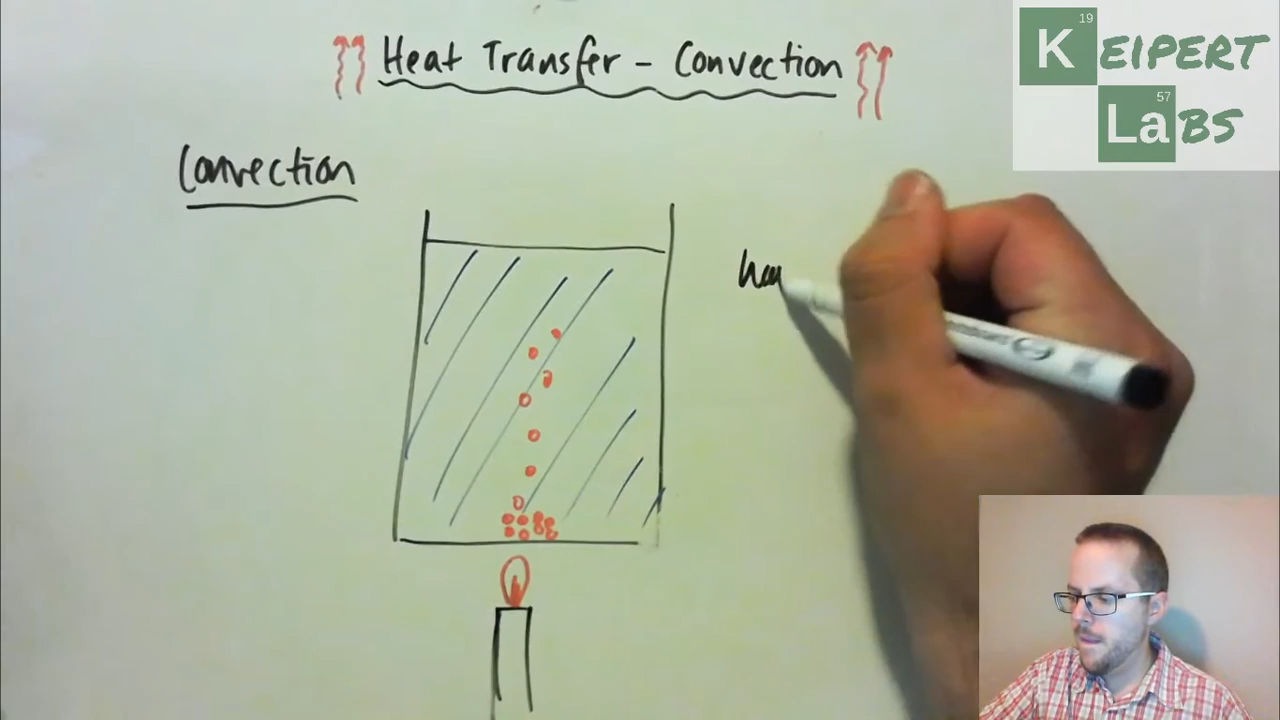 Heat Transfer - Convection
19
KEIPERT
57
LaBS
Convection